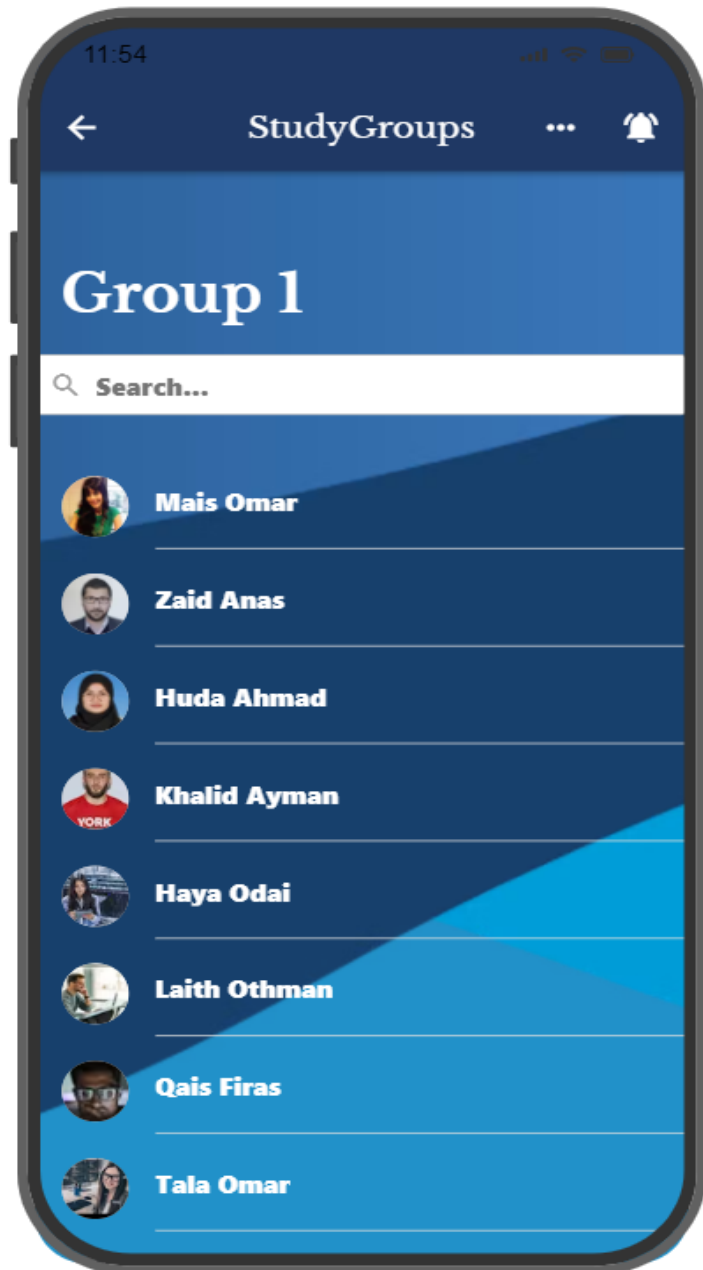 11:54
StudyGroups
Group 1
Search...
Mais Omar
Zaid Anas
Huda Ahmad
Khalid Ayman
YORK
Haya Odai
Laith Othman
Qais Firas
Tala Omar